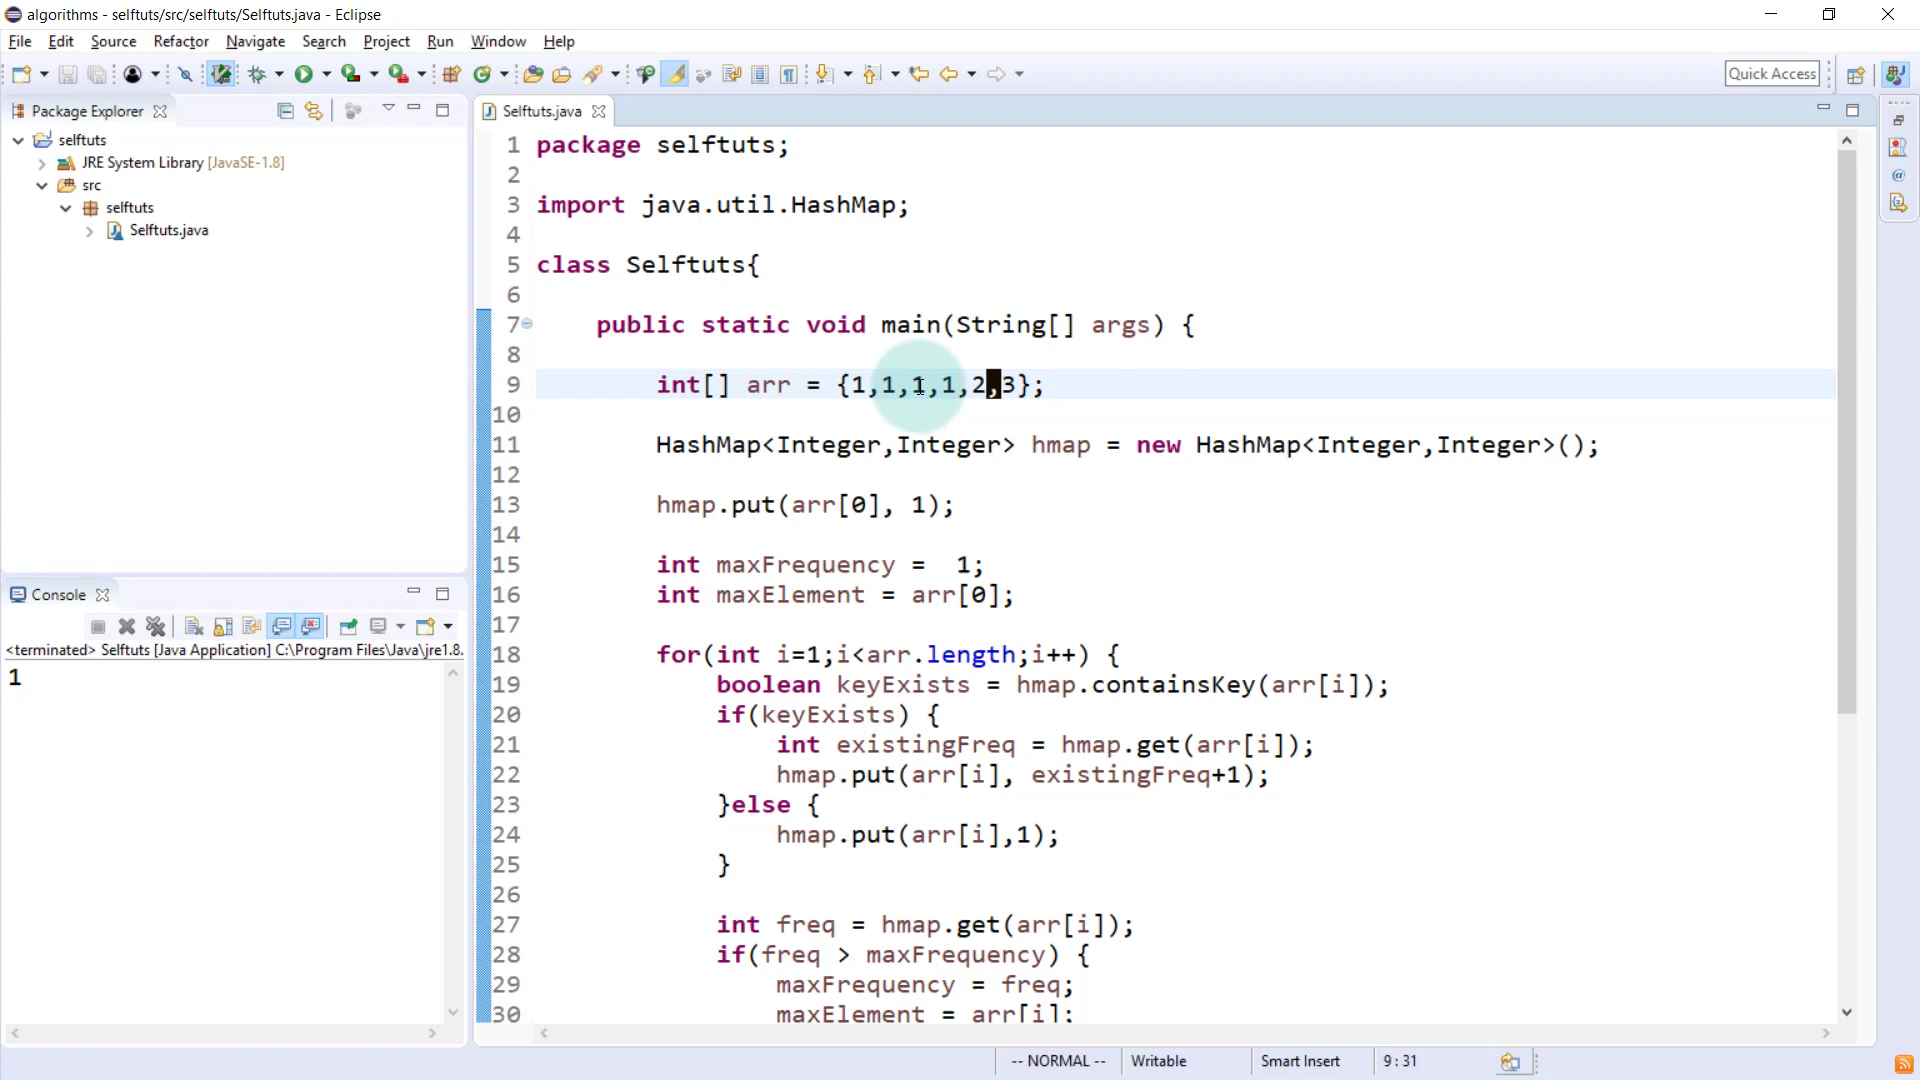 algorithms - selftuts/src/selftuts/Selftuts.java - Eclipse
File Edit Source Refactor Navigate Search Project Run Window Help
Quick Access
Package Explorer
selftuts
JRE System Library [JavaSE-1.8]
src
selftuts
Selftuts.java
Console
<terminated> Selftuts [Java Application] C:\Program Files\Java\jre1.8.
1
Selftuts.java
1 package selftuts;
2
3 import java.util.HashMap;
4
5 class Selftuts{
6
7 public static void main(String[] args) {
8
9 int[] arr = {1,1,1,1,2,3};
10
11 HashMap<Integer,Integer> hmap = new HashMap<Integer,Integer>();
12
13 hmap.put(arr[0], 1);
14
15 int maxFrequency =  1;
16 int maxElement = arr[0];
17
18 for(int i=1;i<arr.length;i++) {
19 boolean keyExists = hmap.containsKey(arr[i]);
20 if(keyExists) {
21 int existingFreq = hmap.get(arr[i]);
22 hmap.put(arr[i], existingFreq+1);
23 }else {
24 hmap.put(arr[i],1);
25 }
26
27 int freq = hmap.get(arr[i]);
28 if(freq > maxFrequency) {
29 maxFrequency = freq;
30 maxElement = arr[i];
-- NORMAL -- Writable Smart Insert 9 : 31